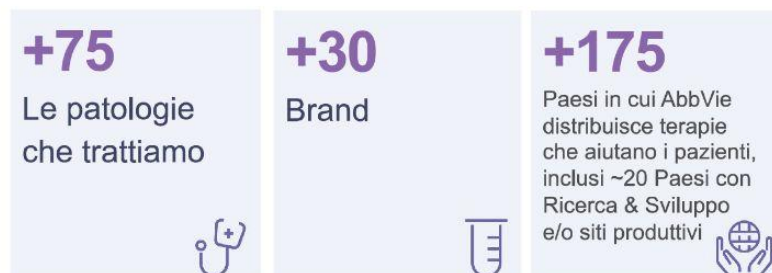 +75
Le patologie
che trattiamo
+30
Brand
+175
Paesi in cui AbbVie
distribuisce terapie
che aiutano i pazienti,
inclusi ~20 Paesi con
Ricerca & Sviluppo
e/o siti produttivi